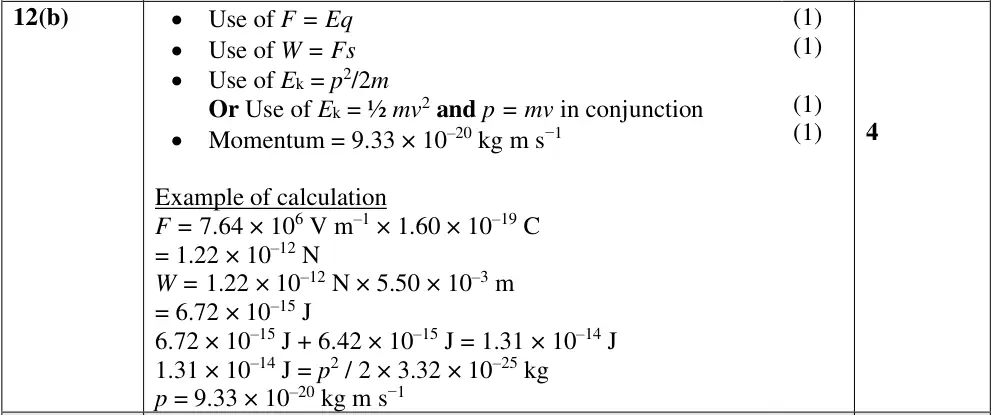 12(b)
• Use of F = Eq (1)
• Use of W = Fs (1)
• Use of Eₖ = p²/2m
Or Use of Eₖ = ½ mv² and p = mv in conjunction (1)
• Momentum = 9.33 × 10⁻²⁰ kg m s⁻¹ (1) 4
Example of calculation
F = 7.64 × 10⁶ V m⁻¹ × 1.60 × 10⁻¹⁹ C
= 1.22 × 10⁻¹² N
W = 1.22 × 10⁻¹² N × 5.50 × 10⁻³ m
= 6.72 × 10⁻¹⁵ J
6.72 × 10⁻¹⁵ J + 6.42 × 10⁻¹⁵ J = 1.31 × 10⁻¹⁴ J
1.31 × 10⁻¹⁴ J = p² / 2 × 3.32 × 10⁻²⁵ kg
p = 9.33 × 10⁻²⁰ kg m s⁻¹